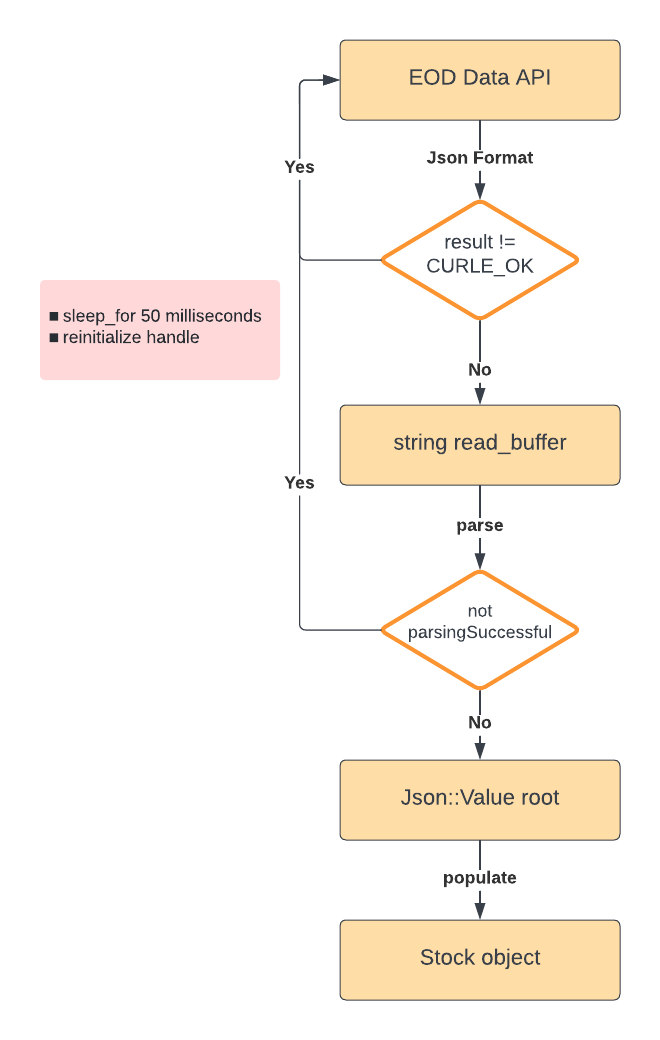 EOD Data API
Json Format
Yes
result !=
CURLE_OK
■ sleep_for 50 milliseconds
■ reinitialize handle
No
string read_buffer
Yes
parse
not
parsingSuccessful
No
Json::Value root
populate
Stock object